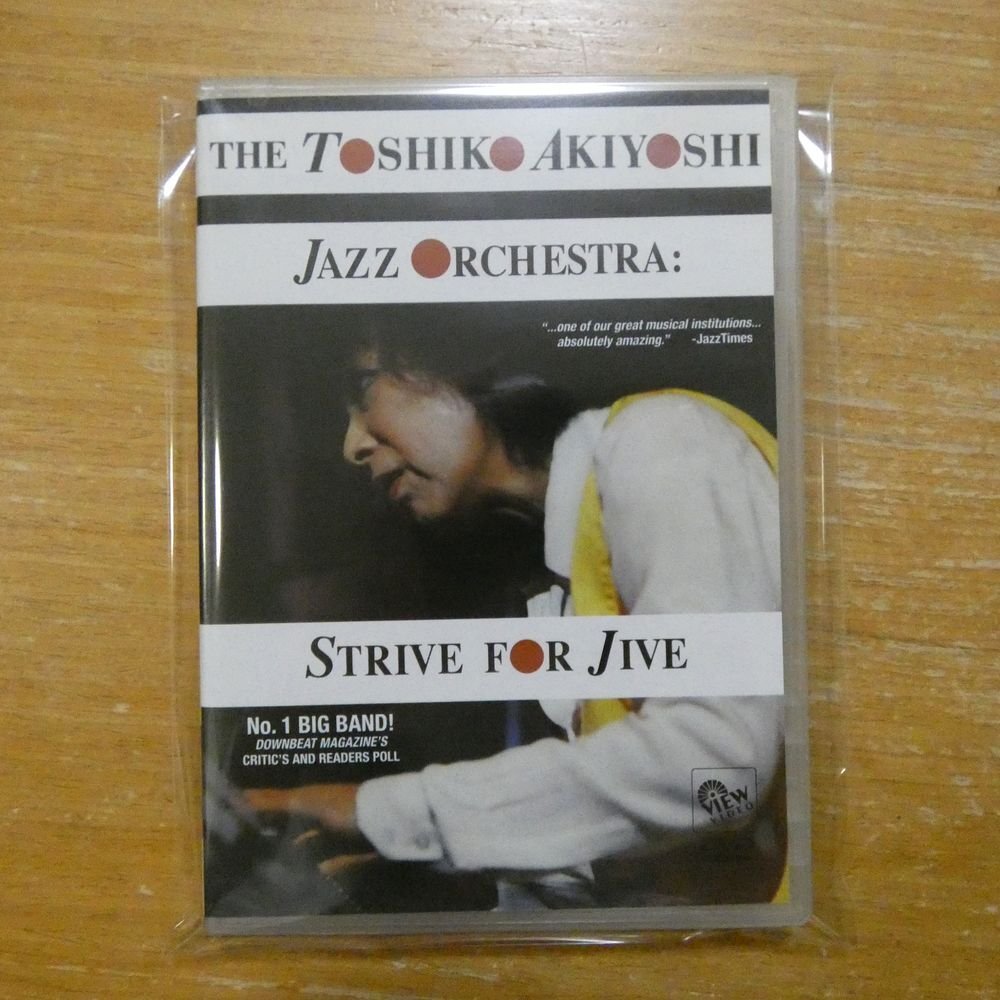 THE TOSHIKO AKIYOSHI
JAZZ ORCHESTRA:
"...one of our great musical institutions...
absolutely amazing." -JazzTimes
STRIVE FOR JIVE
No. 1 BIG BAND!
DOWNBEAT MAGAZINE'S
CRITIC'S AND READERS POLL
VIEW
VIDEO